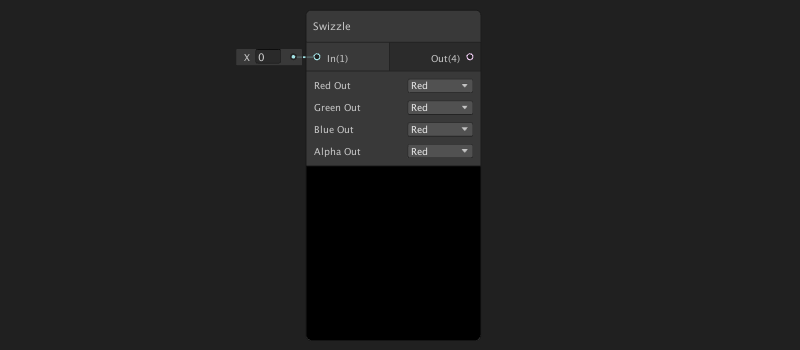 Swizzle
X 0 In(1) Out(4)
Red Out Red
Green Out Red
Blue Out Red
Alpha Out Red